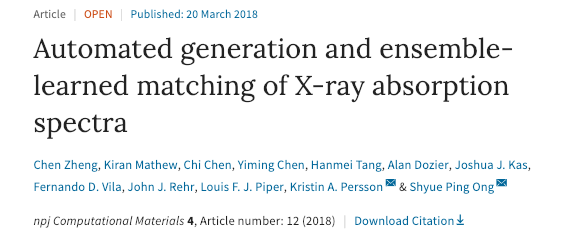 Article | OPEN | Published: 20 March 2018
Automated generation and ensemble-
learned matching of X-ray absorption
spectra
Chen Zheng, Kiran Mathew, Chi Chen, Yiming Chen, Hanmei Tang, Alan Dozier, Joshua J. Kas,
Fernando D. Vila, John J. Rehr, Louis F. J. Piper, Kristin A. Persson & Shyue Ping Ong
npj Computational Materials 4, Article number: 12 (2018) | Download Citation